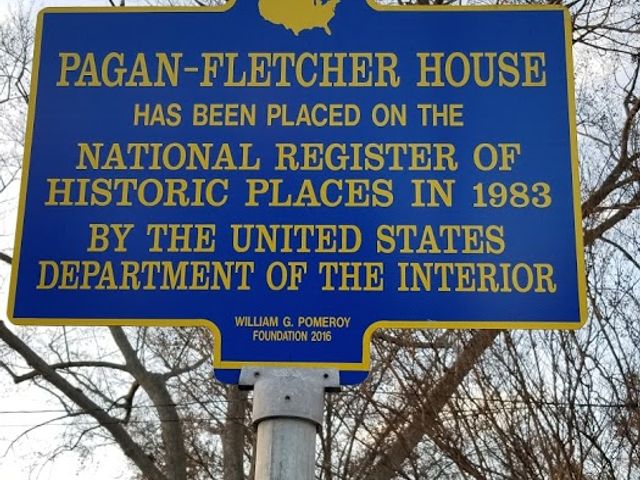 PAGAN-FLETCHER HOUSE
HAS BEEN PLACED ON THE
NATIONAL REGISTER OF
HISTORIC PLACES IN 1983
BY THE UNITED STATES
DEPARTMENT OF THE INTERIOR
WILLIAM G. POMEROY
FOUNDATION 2016